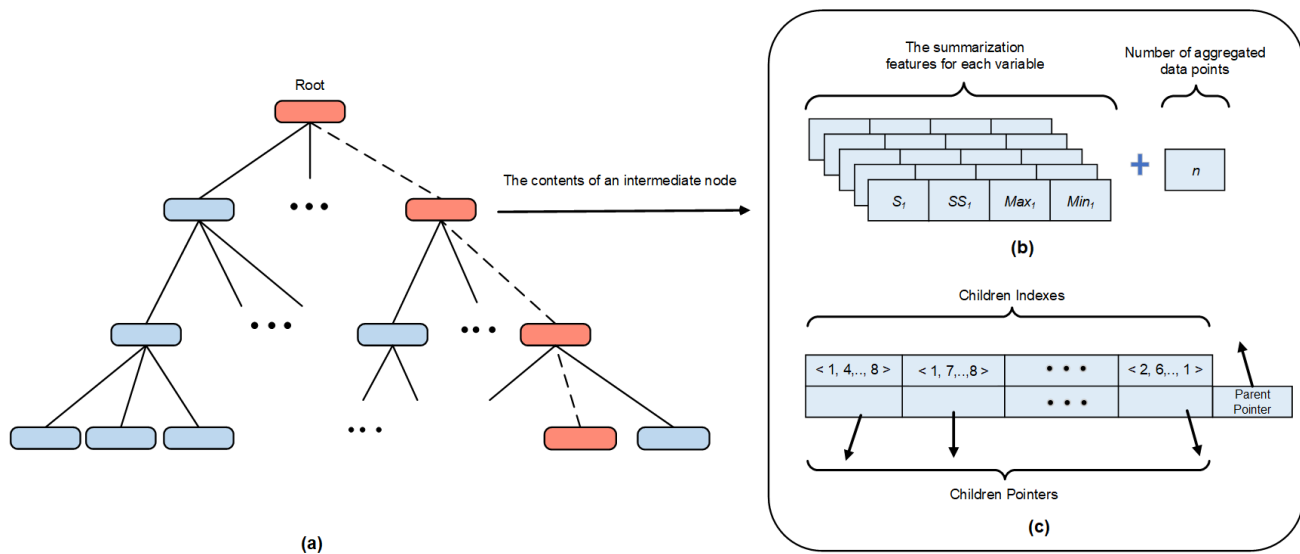 Root
The contents of an intermediate node
(a)
The summarization
features for each variable
Number of aggregated
data points
S1
SS1
Max1
Min1
+
n
(b)
Children Indexes
< 1, 4,.., 8 >
< 1, 7,..,8 >
< 2, 6,.., 1 >
Parent
Pointer
Children Pointers
(c)